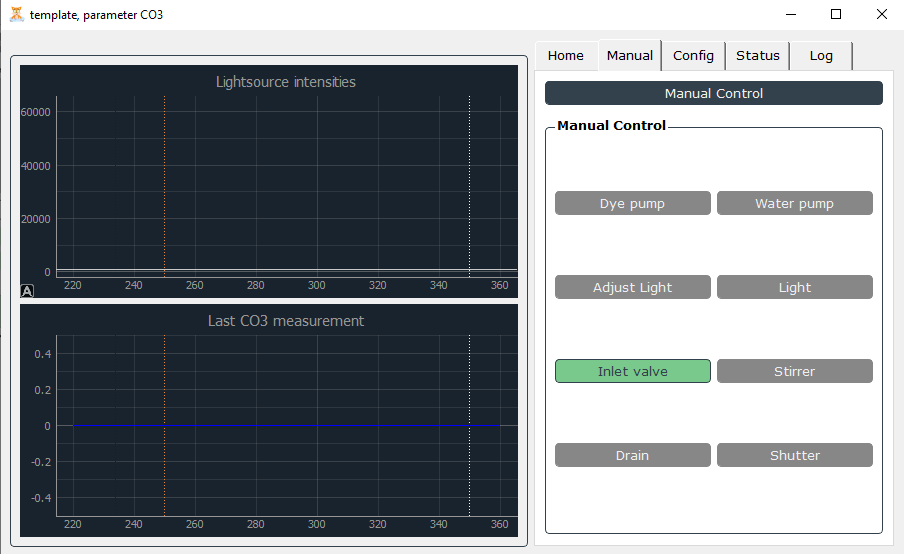 template, parameter CO3
Home Manual Config Status Log
Lightsource intensities
60000
40000
20000
0
220 240 260 280 300 320 340 360
A
Last CO3 measurement
0.4
0.2
0
-0.2
-0.4
220 240 260 280 300 320 340 360
Manual Control
Manual Control
Dye pump Water pump
Adjust Light Light
Inlet valve Stirrer
Drain Shutter